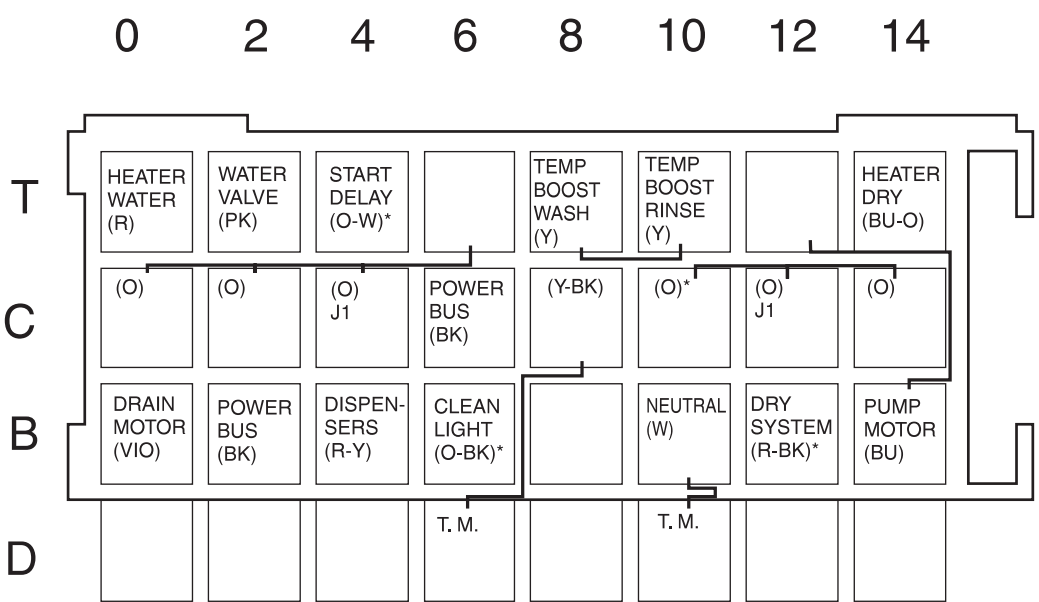 0 2 4 6 8 10 12 14
T
HEATER
WATER
(R)
WATER
VALVE
(PK)
START
DELAY
(O-W)*
TEMP
BOOST
WASH
(Y)
TEMP
BOOST
RINSE
(Y)
HEATER
DRY
(BU-O)
C
(O)
(O)
(O)
J1
POWER
BUS
(BK)
(Y-BK)
(O)*
(O)
J1
(O)
B
DRAIN
MOTOR
(VIO)
POWER
BUS
(BK)
DISPEN-
SERS
(R-Y)
CLEAN
LIGHT
(O-BK)*
NEUTRAL
(W)
DRY
SYSTEM
(R-BK)*
PUMP
MOTOR
(BU)
D
T. M.
T. M.